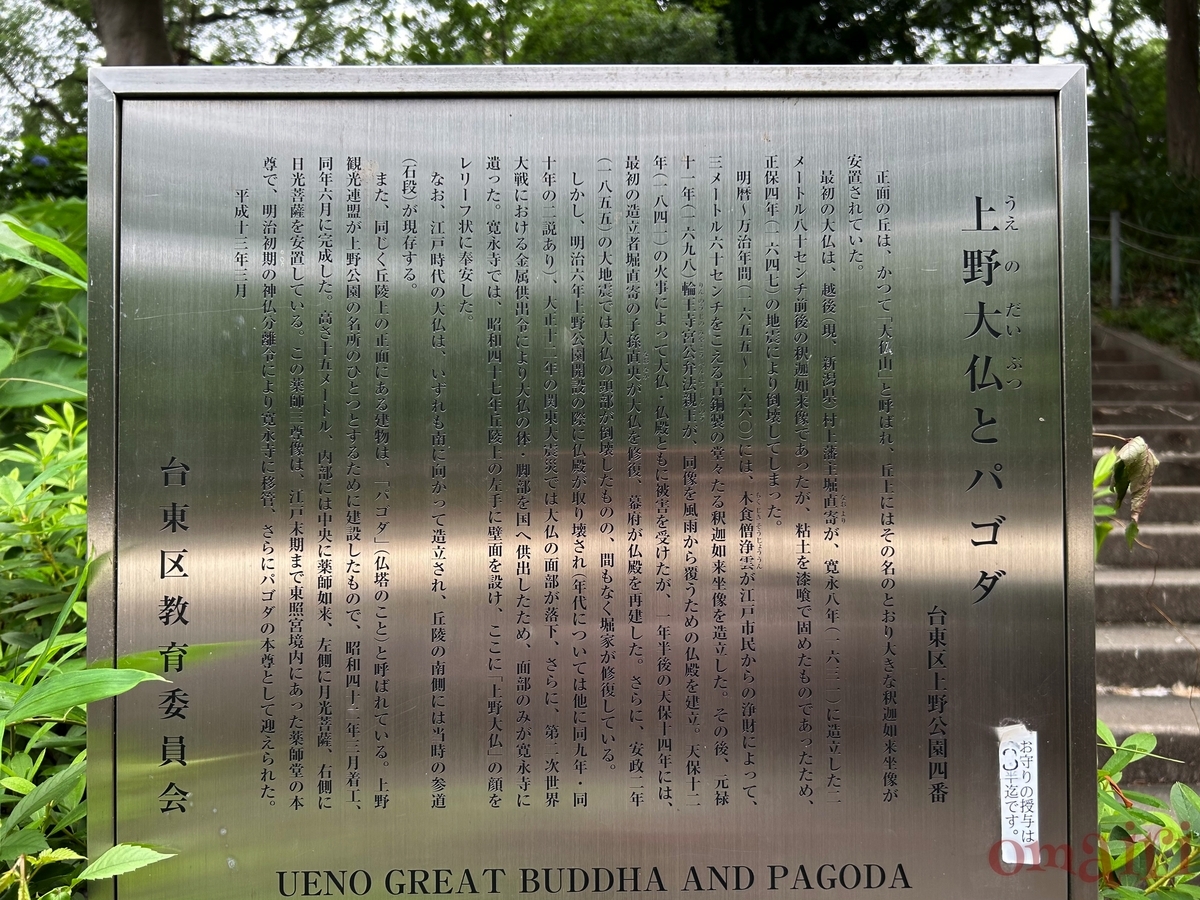 上野大仏とパゴダ
うえ の だい ぶつ
台東区上野公園四番
正面の丘は、かつて「大仏山」と呼ばれ、丘上にはその名のとおり大きな釈迦如来坐像が
安置されていた。
最初の大仏は、越後(現、新潟県)村上藩主堀直寄が、寛永八年(一六三一)に造立した二
なおより
メートル八十センチ前後の釈迦如来像であったが、粘土を漆喰で固めたものであったため、
正保四年(一六四七)の地震により倒壊してしまった。
明暦~万治年間(一六五五~一六六〇)には、木食僧浄雲が江戸市民からの浄財によって、
もくじきそうじょううん
三メートル六十センチをこえる青銅製の堂々たる釈迦如来坐像を造立した。その後、元禄
十一年(一六九八)輪王寺宮公弁法親王が、同像を風雨から覆うための仏殿を建立。天保十二
年(一八四一)の火事によって大仏・仏殿ともに被害を受けたが、一年半後の天保十四年には、
最初の造立者堀直寄の子孫直央が大仏を修復、幕府が仏殿を再建した。さらに、安政二年
(一八五五)の大地震では大仏の頭部が倒壊したものの、間もなく堀家が修復している。
しかし、明治六年上野公園開設の際に仏殿が取り壊され(年代については他に同九年・同
十年の二説あり)、大正十二年の関東大震災では大仏の面部が落下、さらに、第二次世界
大戦における金属供出令により大仏の体・脚部を国へ供出したため、面部のみが寛永寺に
遺った。寛永寺では、昭和四十七年丘陵上の左手に壁面を設け、ここに「上野大仏」の顔を
レリーフ状に奉安した。
なお、江戸時代の大仏は、いずれも南に向かって造立され、丘陵の南側には当時の参道
(石段)が現存する。
また、同じく丘陵上の正面にある建物は、「パゴダ」(仏塔のこと)と呼ばれている。上野
観光連盟が上野公園の名所のひとつとするために建設したもので、昭和四十二年三月着工、
同年六月に完成した。高さ十五メートル、内部には中央に薬師如来、左側に月光菩薩、右側に
日光菩薩を安置している。この薬師三尊像は、江戸末期まで東照宮境内にあった薬師堂の本
尊で、明治初期の神仏分離令により寛永寺に移管、さらにパゴダの本尊として迎えられた。
平成十三年三月
台東区教育委員会
お守りの授与は
半迄です。
UENO GREAT BUDDHA AND PAGODA
omairi